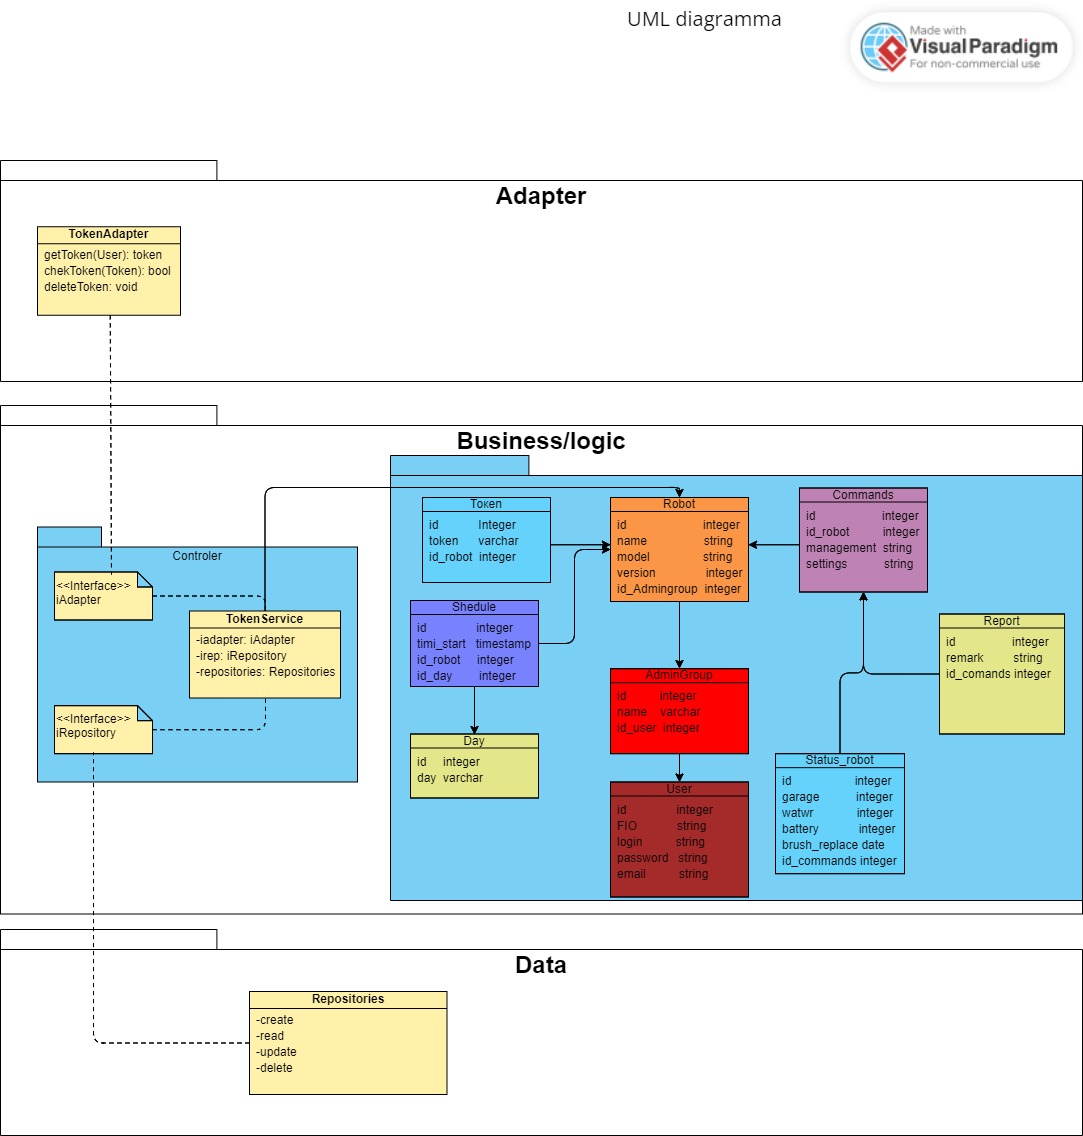 UML diagramma
Made with
VisualParadigm
For non-commercial use
Adapter
TokenAdapter
getToken(User): token
chekToken(Token): bool
deleteToken: void
Business/logic
Controler
<<Interface>>
iAdapter
TokenService
-iadapter: iAdapter
-irep: iRepository
-repositories: Repositories
<<Interface>>
iRepository
Token
id Integer
token varchar
id_robot integer
Robot
id integer
name string
model string
version integer
id_Admingroup integer
Commands
id integer
id_robot integer
management string
settings string
Shedule
id integer
timi_start timestamp
id_robot integer
id_day integer
Report
id integer
remark string
id_comands integer
AdminGroup
id integer
name varchar
id_user integer
Day
id integer
day varchar
Status_robot
id integer
garage integer
watwr integer
battery integer
brush_replace date
id_commands integer
User
id integer
FIO string
login string
password string
email string
Data
Repositories
-create
-read
-update
-delete